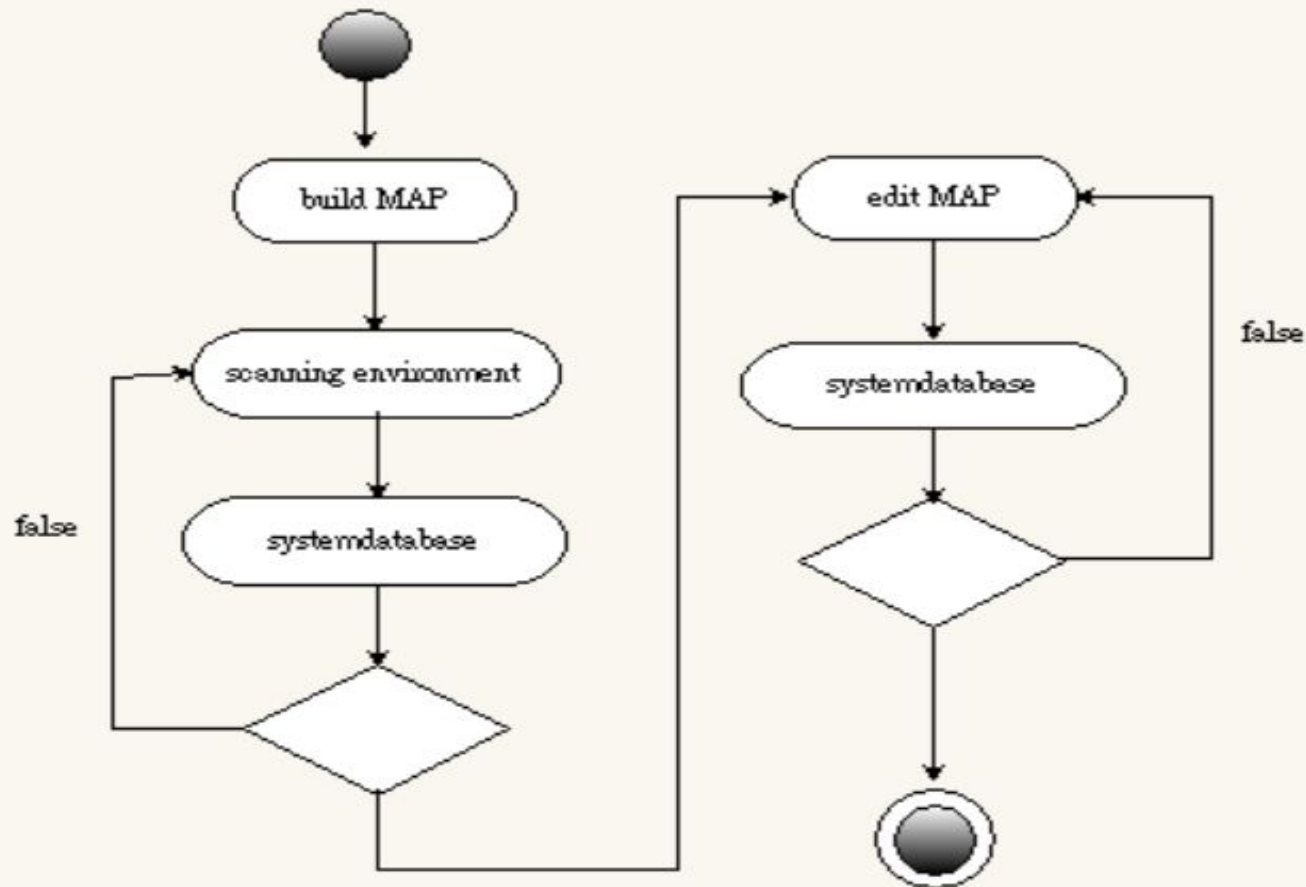 build MAP
scanning environment
systemdatabase
false
edit MAP
systemdatabase
false